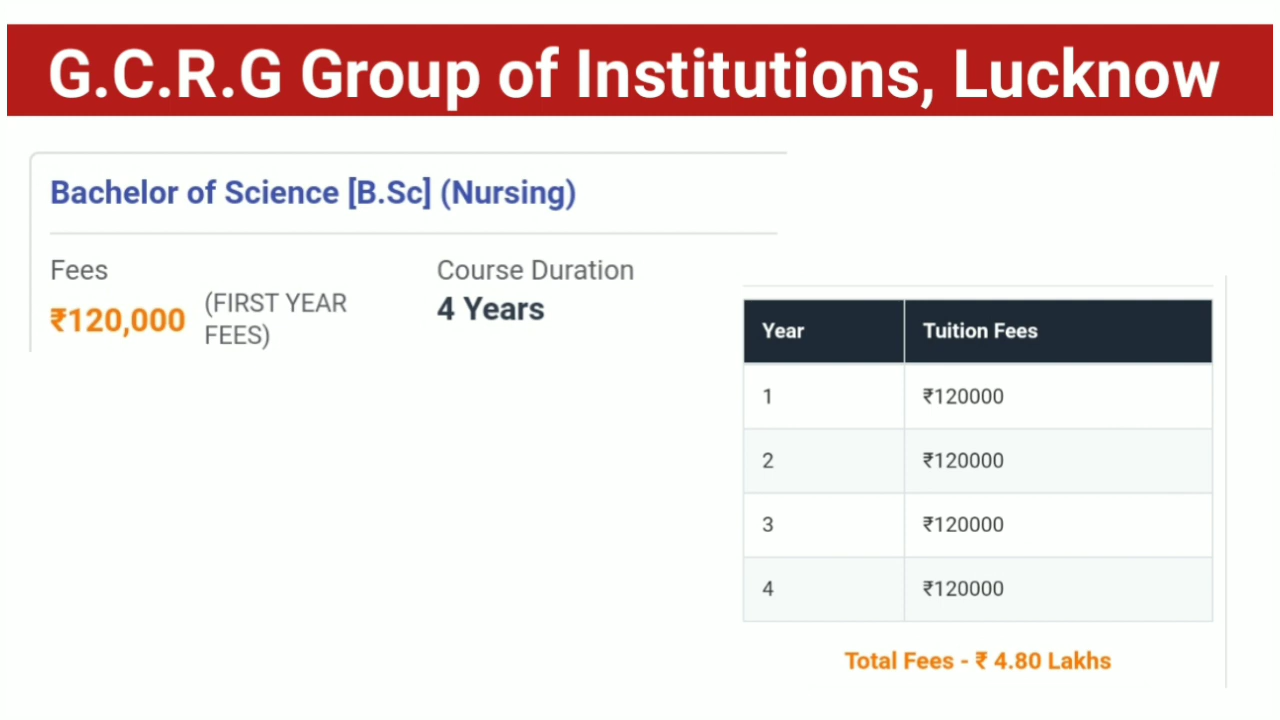 G.C.R.G Group of Institutions, Lucknow
Bachelor of Science [B.Sc] (Nursing)
Fees
₹120,000 (FIRST YEAR
FEES)
Course Duration
4 Years
Year Tuition Fees
1 ₹120000
2 ₹120000
3 ₹120000
4 ₹120000
Total Fees - ₹ 4.80 Lakhs